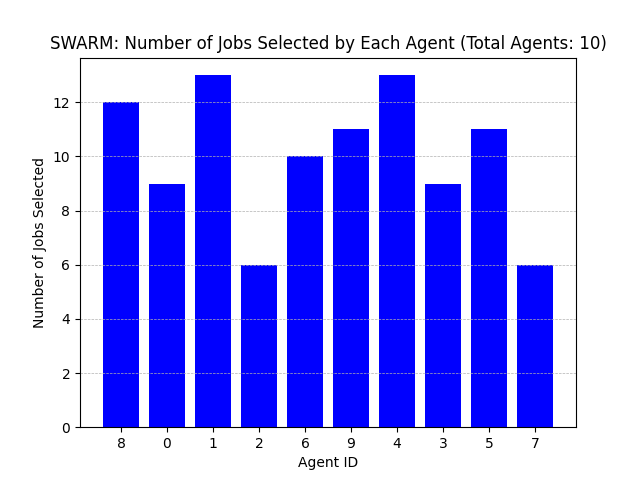 SWARM: Number of Jobs Selected by Each Agent (Total Agents: 10)
Number of Jobs Selected
12
10
8
6
4
2
0
8 0 1 2 6 9 4 3 5 7
Agent ID